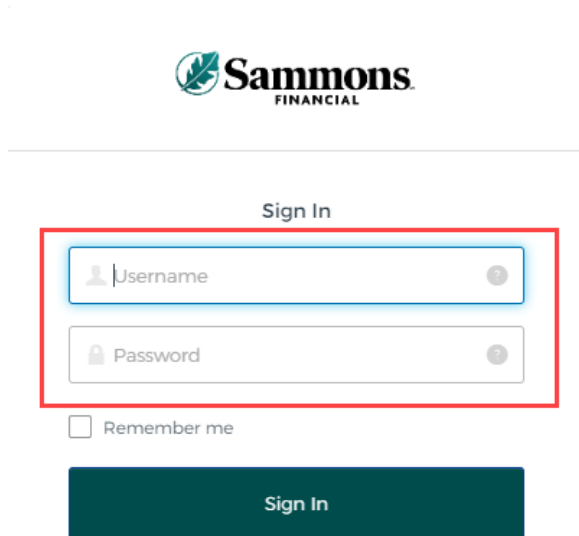 Sammons
FINANCIAL
Sign In
Username
?
Password
?
Remember me
Sign In